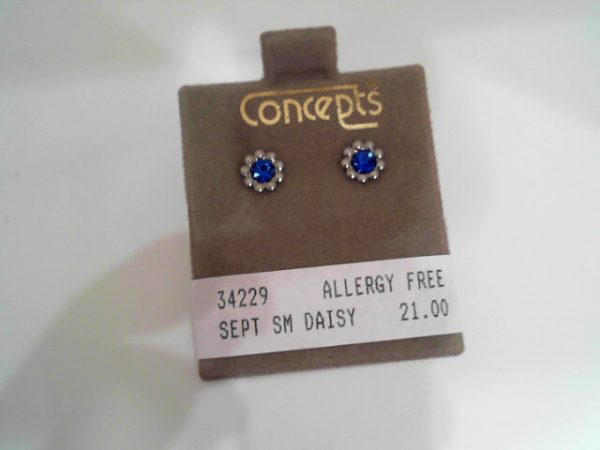 Concepts
34229 ALLERGY FREE
SEPT SM DAISY 21.00